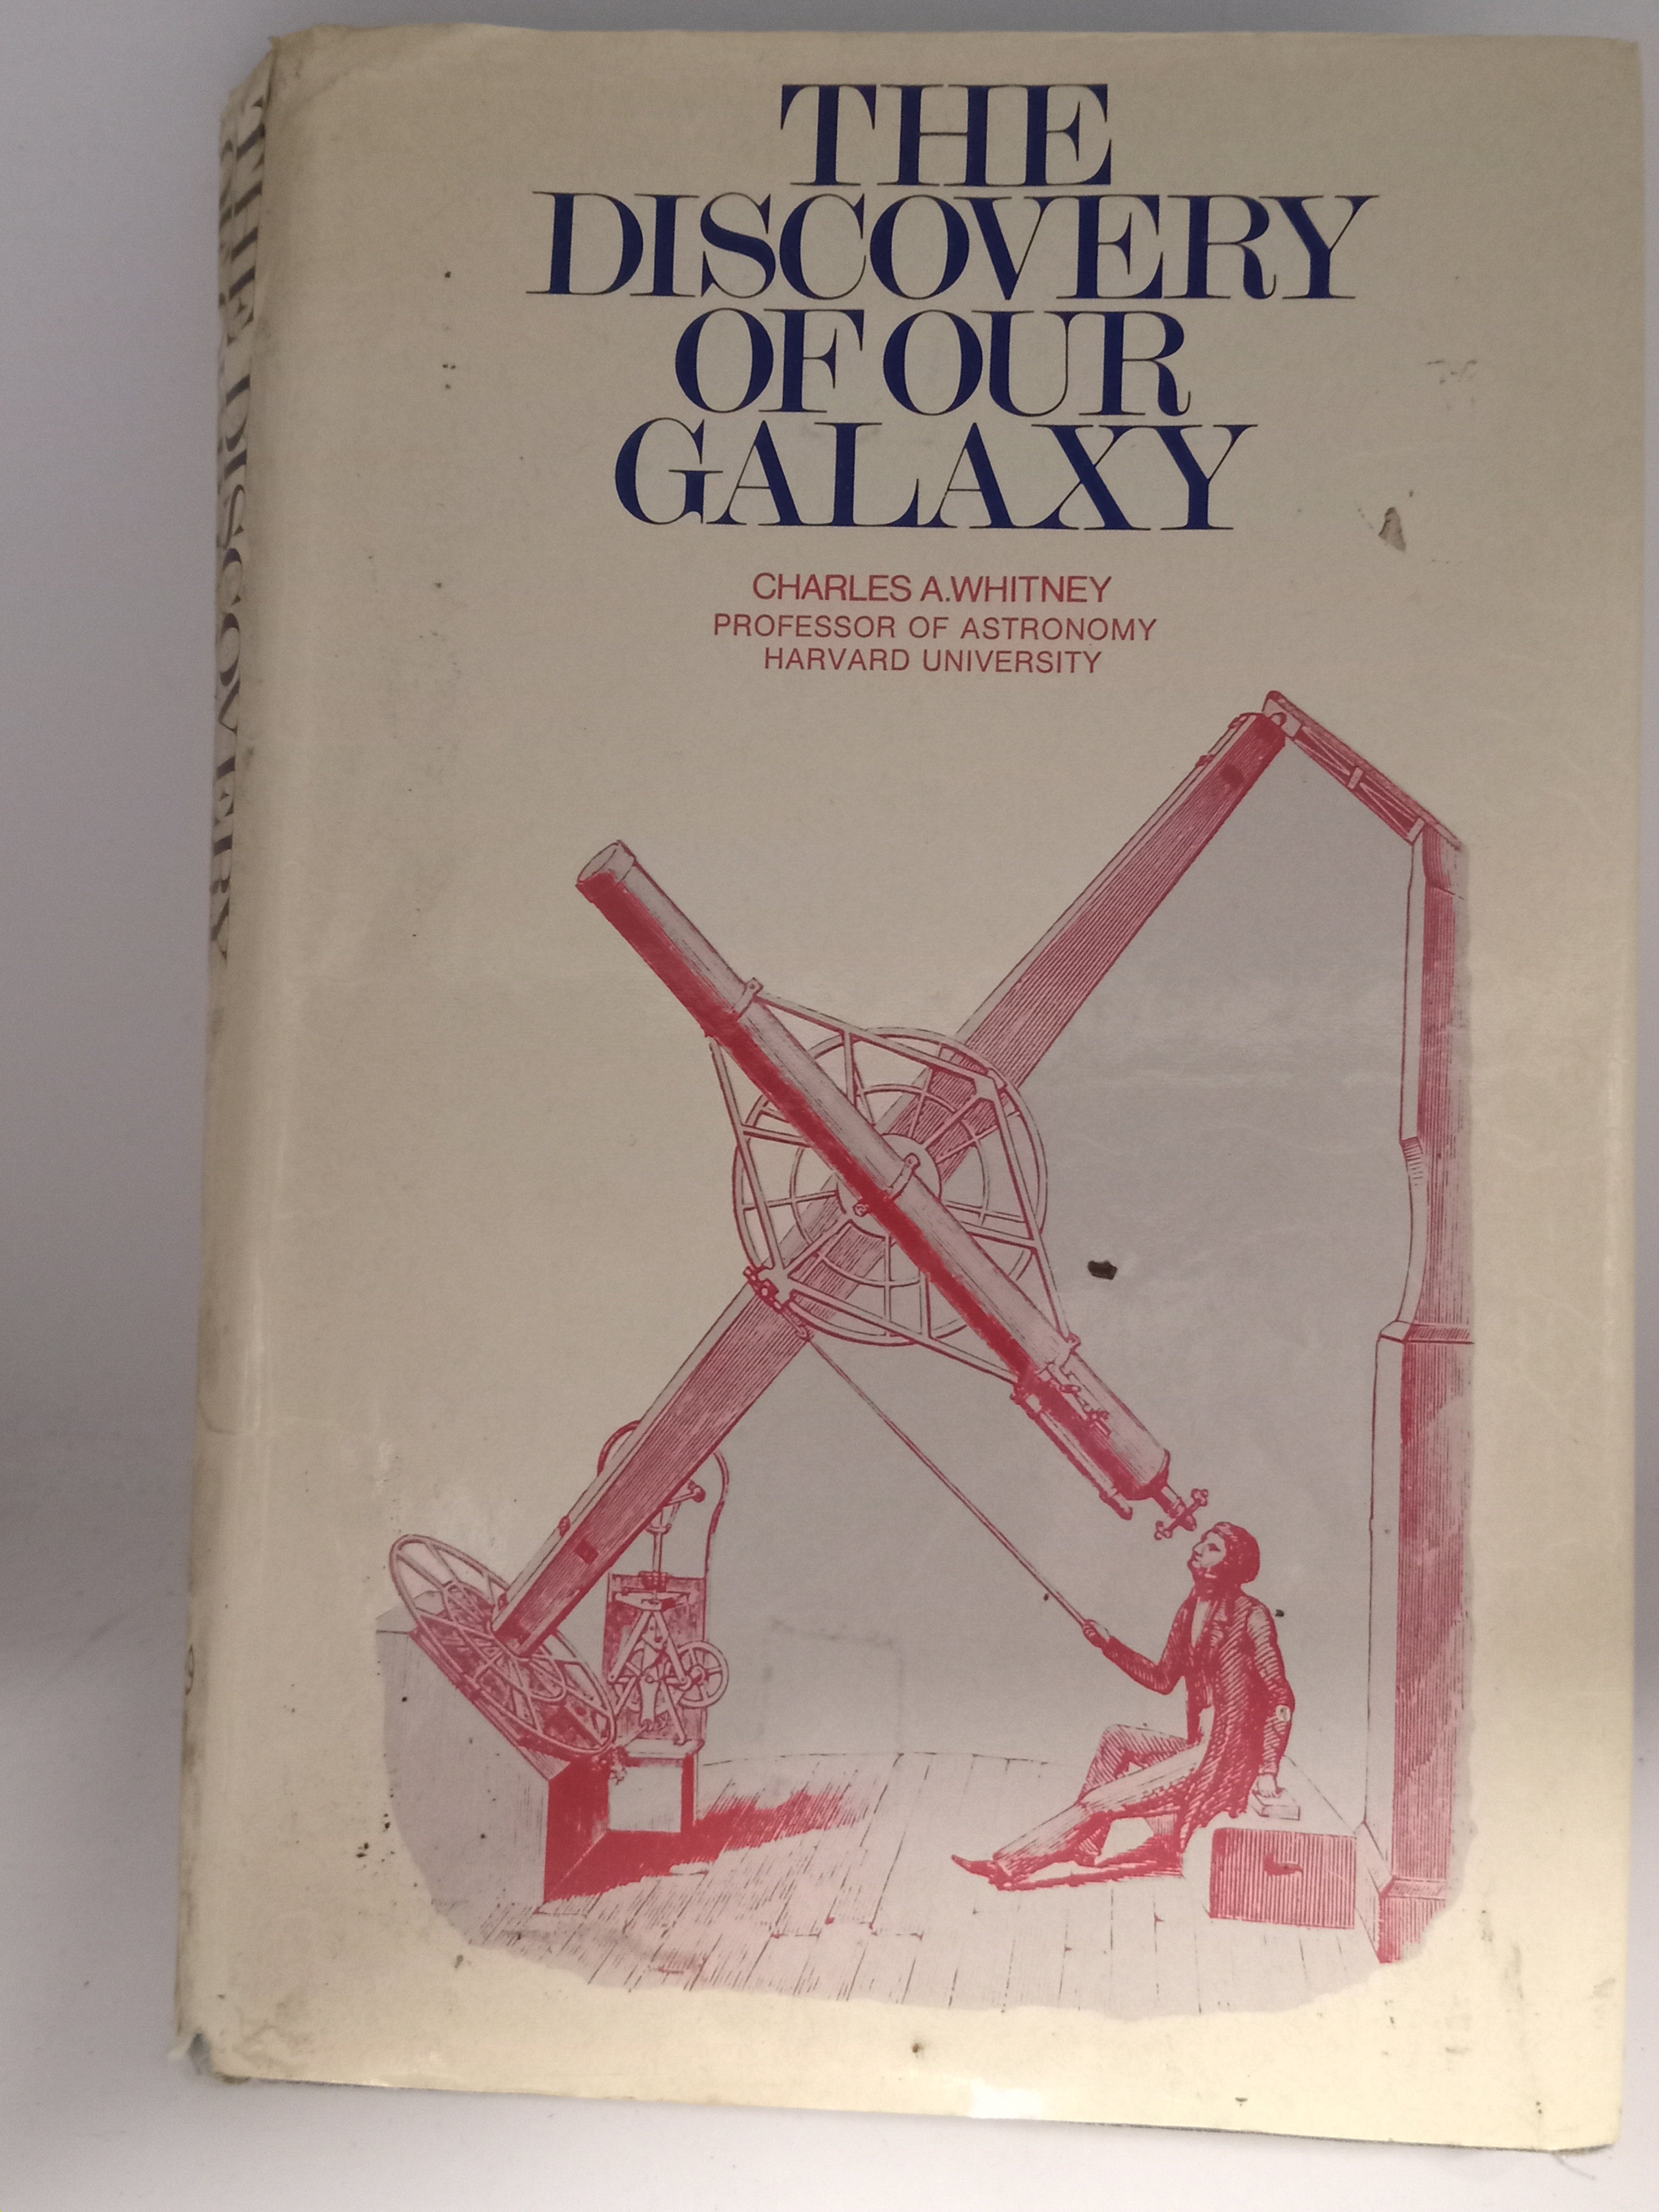 THE
DISCOVERY
OF OUR
GALAXY
CHARLES A. WHITNEY
PROFESSOR OF ASTRONOMY
HARVARD UNIVERSITY
THE DISCOVERY